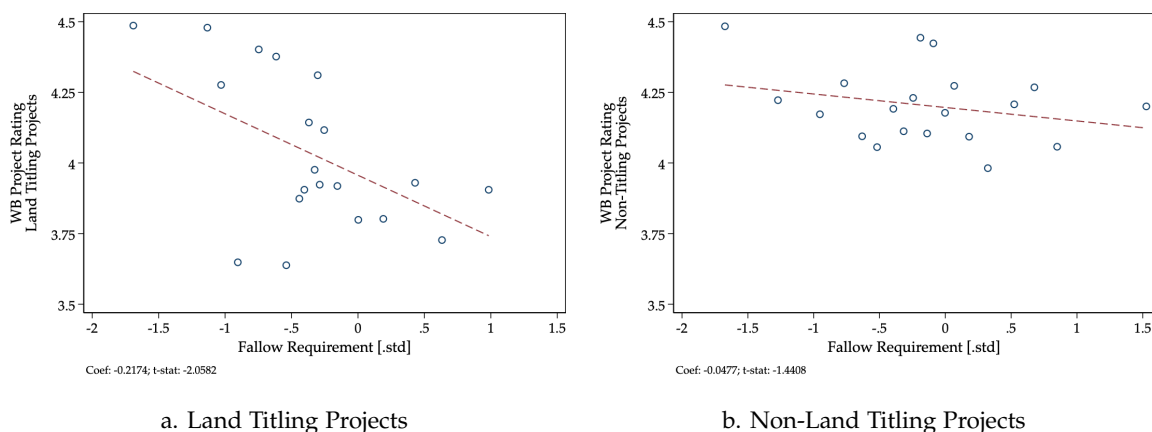 WB Project Rating
Land Titling Projects
4.5
4.25
4
3.75
3.5
-2
-1.5
-1
-.5
0
.5
1
1.5
Fallow Requirement [.std]
Coef: -0.2174; t-stat: -2.0582
a. Land Titling Projects
WB Project Rating
Non-Titling Projects
4.5
4.25
4
3.75
3.5
-2
-1.5
-1
-.5
0
.5
1
1.5
Fallow Requirement [.std]
Coef: -0.0477; t-stat: -1.4408
b. Non-Land Titling Projects